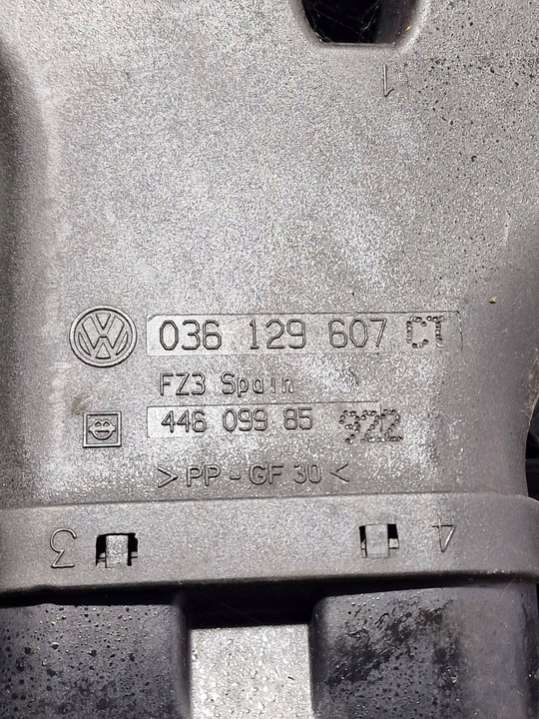 1
036 129 607 CT
FZ3 Spain
446 099 85 922
> PP - GF 30 <
3 4